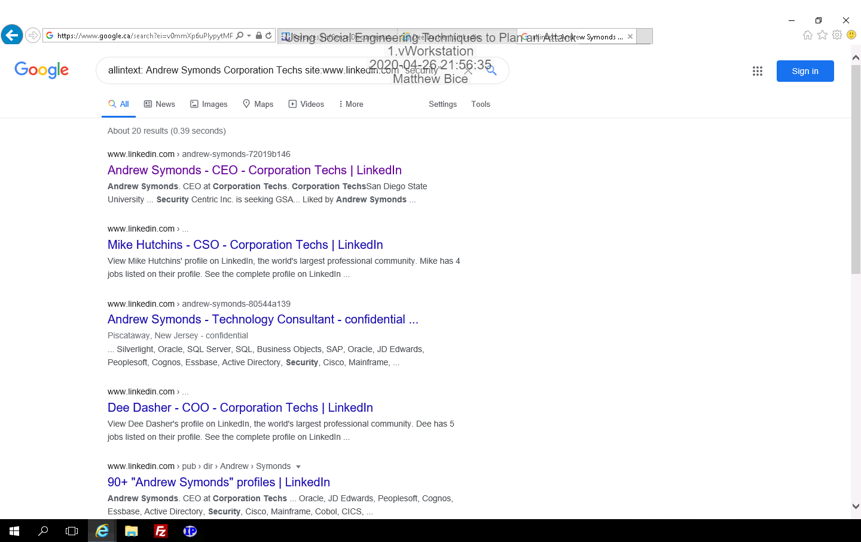 Using Social Engineering Techniques to Plan an Attack
1.vWorkstation
2020-04-26 21:56:35
Matthew Bice
https://www.google.ca/search?ei=v0mmXp6uPIypytMF
Andrew Symonds ...
Google
allintext: Andrew Symonds Corporation Techs site:www.linkedin.com "security"
Sign in
All News Images Maps Videos More Settings Tools
About 20 results (0.39 seconds)
www.linkedin.com › andrew-symonds-72019b146
Andrew Symonds - CEO - Corporation Techs | LinkedIn
Andrew Symonds. CEO at Corporation Techs. Corporation TechsSan Diego State
University ... Security Centric Inc. is seeking GSA... Liked by Andrew Symonds ...
www.linkedin.com › ...
Mike Hutchins - CSO - Corporation Techs | LinkedIn
View Mike Hutchins' profile on LinkedIn, the world's largest professional community. Mike has 4
jobs listed on their profile. See the complete profile on LinkedIn ...
www.linkedin.com › andrew-symonds-80544a139
Andrew Symonds - Technology Consultant - confidential ...
Piscataway, New Jersey - confidential
... Silverlight, Oracle, SQL Server, SQL, Business Objects, SAP, Oracle, JD Edwards,
Peoplesoft, Cognos, Essbase, Active Directory, Security, Cisco, Mainframe, ...
www.linkedin.com › ...
Dee Dasher - COO - Corporation Techs | LinkedIn
View Dee Dasher's profile on LinkedIn, the world's largest professional community. Dee has 5
jobs listed on their profile. See the complete profile on LinkedIn ...
www.linkedin.com › pub › dir › Andrew › Symonds
90+ "Andrew Symonds" profiles | LinkedIn
Andrew Symonds. CEO at Corporation Techs ... Oracle, JD Edwards, Peoplesoft, Cognos,
Essbase, Active Directory, Security, Cisco, Mainframe, Cobol, CICS, ...